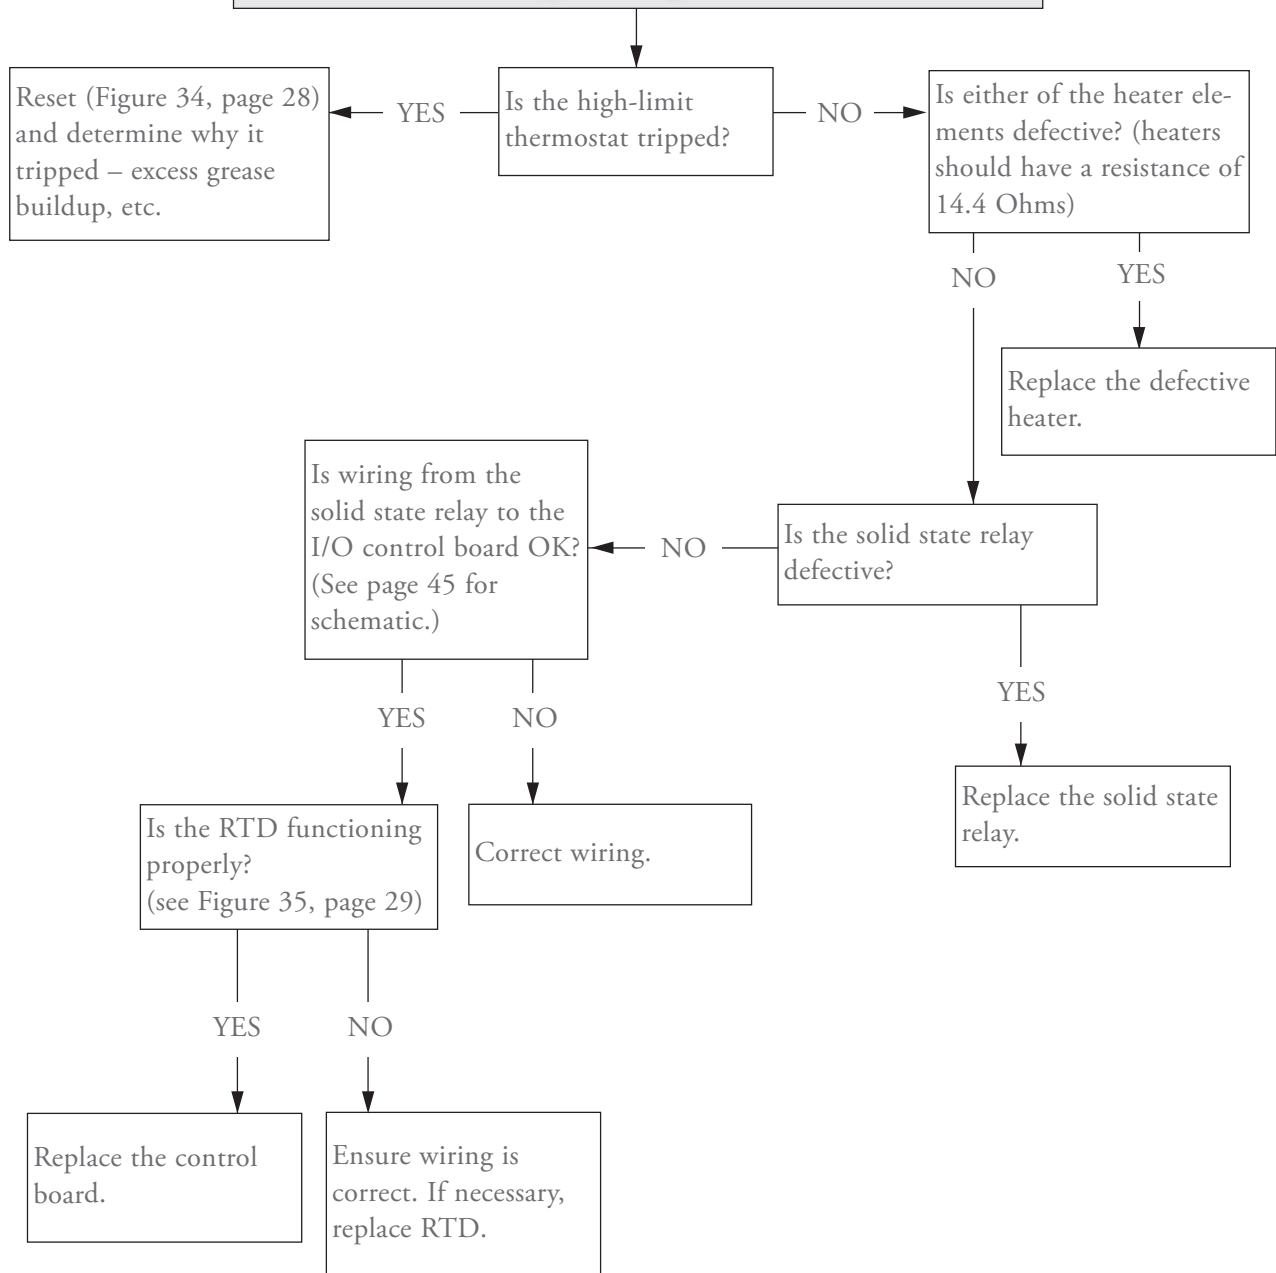 Reset (Figure 34, page 28)
and determine why it
tripped – excess grease
buildup, etc.
YES
Is the high-limit
thermostat tripped?
NO
Is either of the heater ele-
ments defective? (heaters
should have a resistance of
14.4 Ohms)
NO
YES
Replace the defective
heater.
Is the solid state relay
defective?
NO
Is wiring from the
solid state relay to the
I/O control board OK?
(See page 45 for
schematic.)
YES
Replace the solid state
relay.
YES
NO
Correct wiring.
Is the RTD functioning
properly?
(see Figure 35, page 29)
YES
NO
Replace the control
board.
Ensure wiring is
correct. If necessary,
replace RTD.